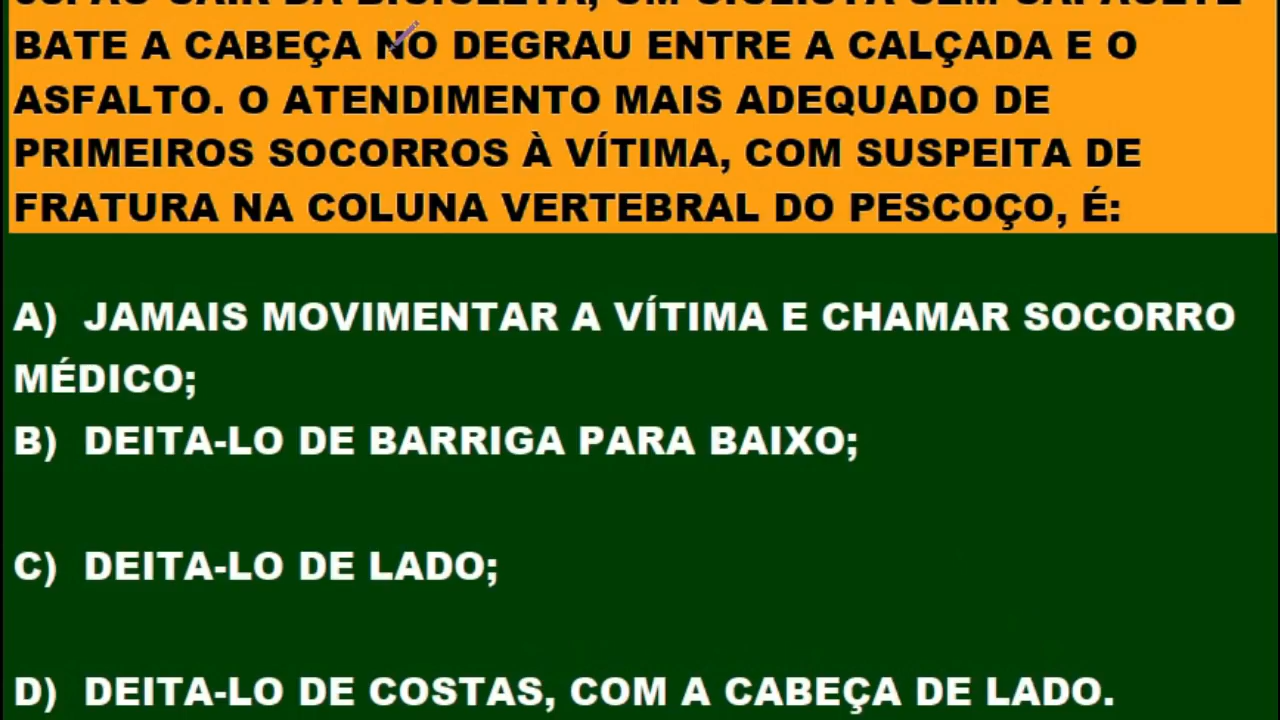 BATE A CABEÇA NO DEGRAU ENTRE A CALÇADA E O
ASFALTO. O ATENDIMENTO MAIS ADEQUADO DE
PRIMEIROS SOCORROS À VÍTIMA, COM SUSPEITA DE
FRATURA NA COLUNA VERTEBRAL DO PESCOÇO, É:
A) JAMAIS MOVIMENTAR A VÍTIMA E CHAMAR SOCORRO
MÉDICO;
B) DEITA-LO DE BARRIGA PARA BAIXO;
C) DEITA-LO DE LADO;
D) DEITA-LO DE COSTAS, COM A CABEÇA DE LADO.